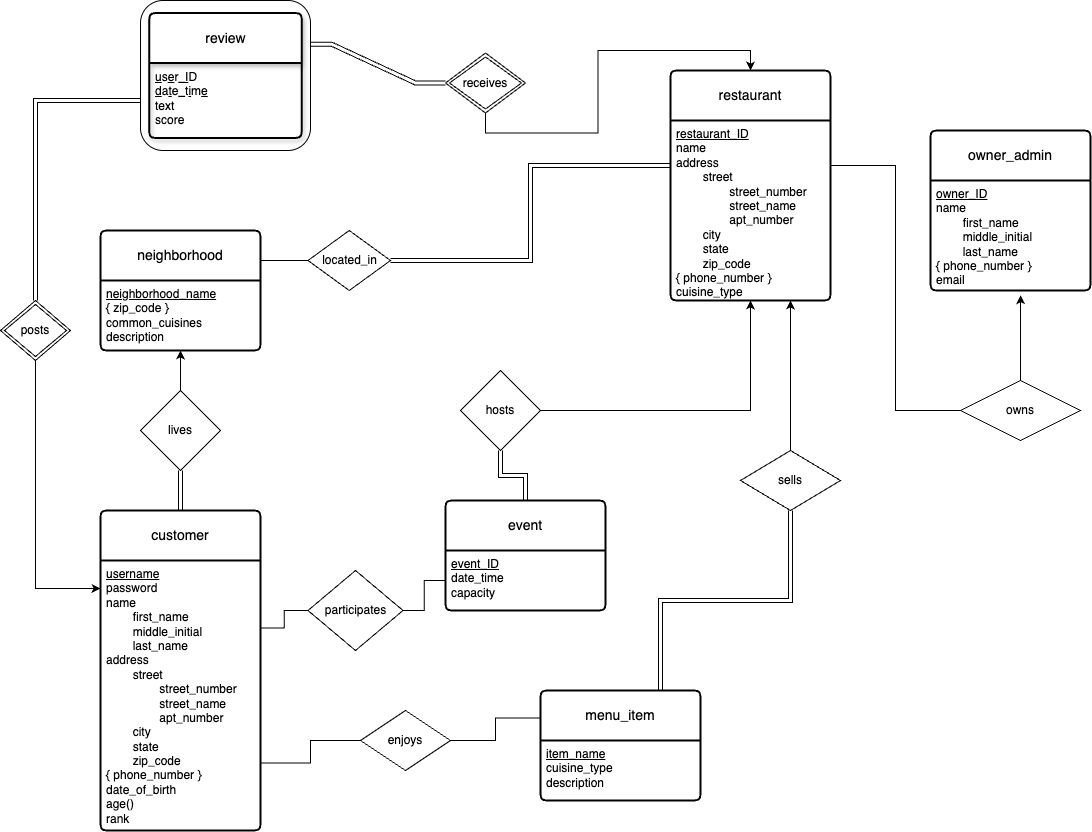 review
user_ID
date_time
text
score
receives
restaurant
restaurant_ID
name
address
street
street_number
street_name
apt_number
city
state
zip_code
{ phone_number }
cuisine_type
owner_admin
owner_ID
name
first_name
middle_initial
last_name
{ phone_number }
email
neighborhood
neighborhood_name
{ zip_code }
common_cuisines
description
located_in
posts
lives
hosts
owns
sells
customer
username
password
name
first_name
middle_initial
last_name
address
street
street_number
street_name
apt_number
city
state
zip_code
{ phone_number }
date_of_birth
age()
rank
participates
event
event_ID
date_time
capacity
enjoys
menu_item
item_name
cuisine_type
description